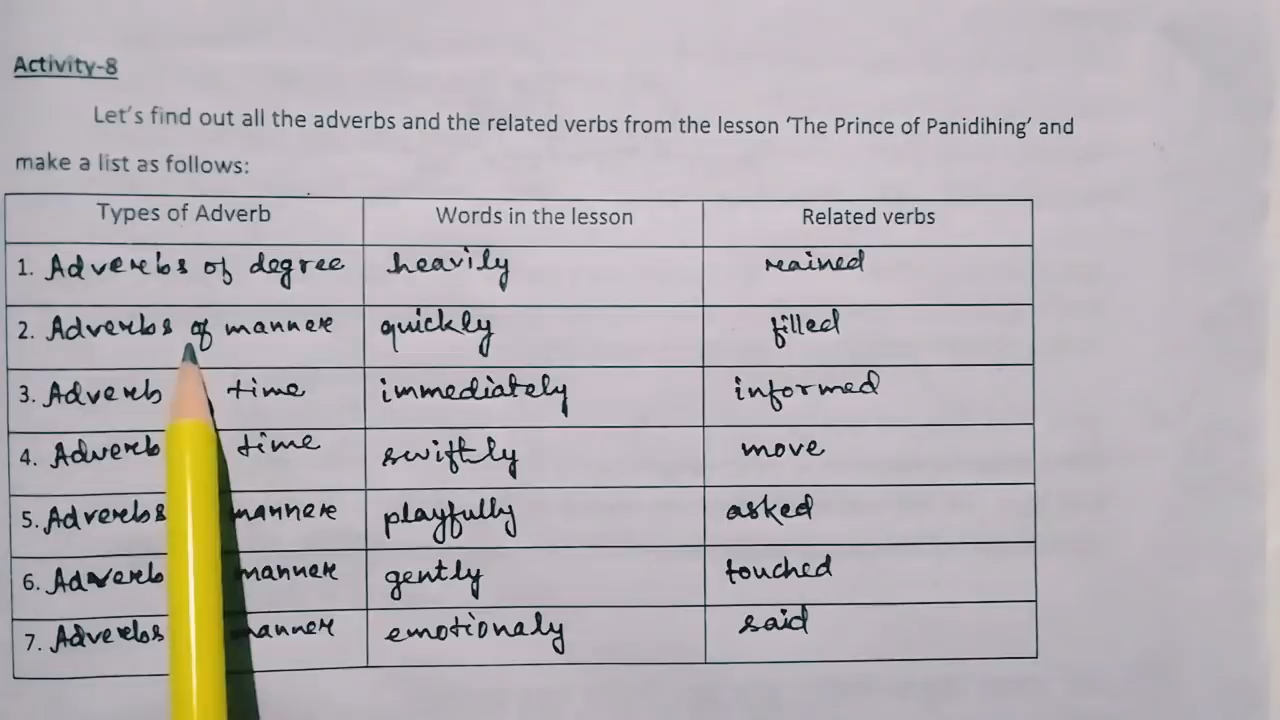 Activity-8
Let's find out all the adverbs and the related verbs from the lesson 'The Prince of Panidihing' and
make a list as follows:
Types of Adverb Words in the lesson Related verbs
1. Adverbs of degree heavily rained
2. Adverbs of manner quickly filled
3. Adverb time immediately informed
4. Adverb time swiftly move
5. Adverbs manner playfully asked
6. Adverb manner gently touched
7. Adverbs manner emotionaly said